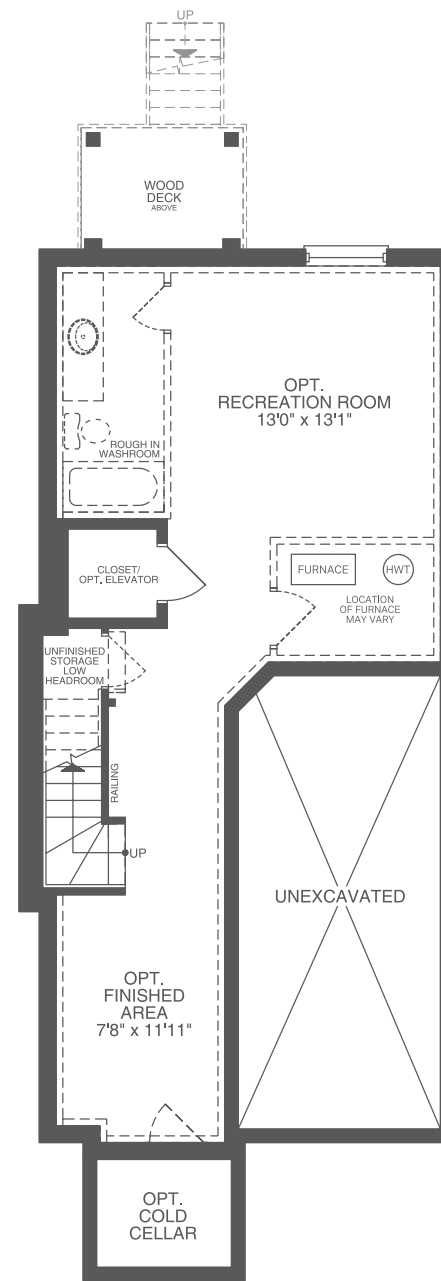 UP
WOOD
DECK
ABOVE
OPT.
RECREATION ROOM
13'0" x 13'1"
ROUGH IN
WASHROOM
CLOSET/
OPT. ELEVATOR
FURNACE
HWT
LOCATION
OF FURNACE
MAY VARY
UNFINISHED
STORAGE
LOW
HEADROOM
RAILING
UP
UNEXCAVATED
OPT.
FINISHED
AREA
7'8" x 11'11"
OPT.
COLD
CELLAR